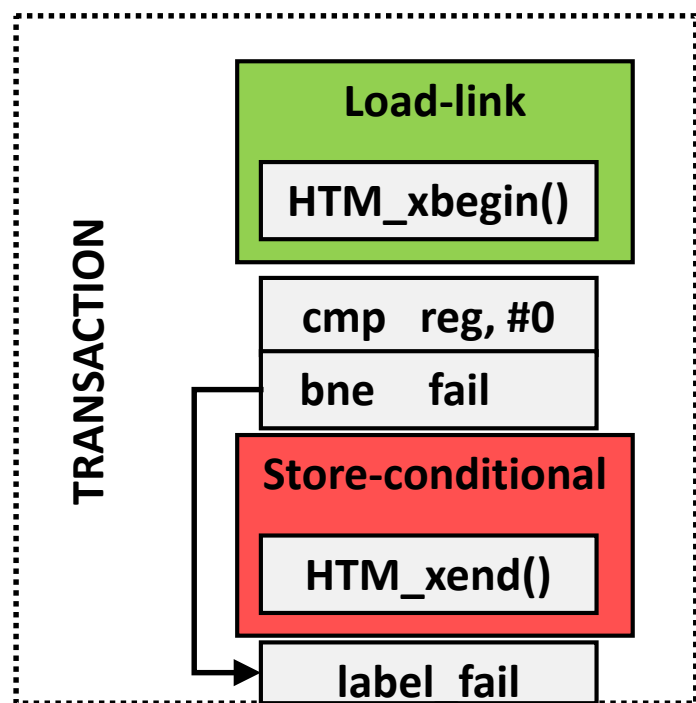 TRANSACTION
Load-link
HTM_xbegin()
cmp reg, #0
bne fail
Store-conditional
HTM_xend()
label fail